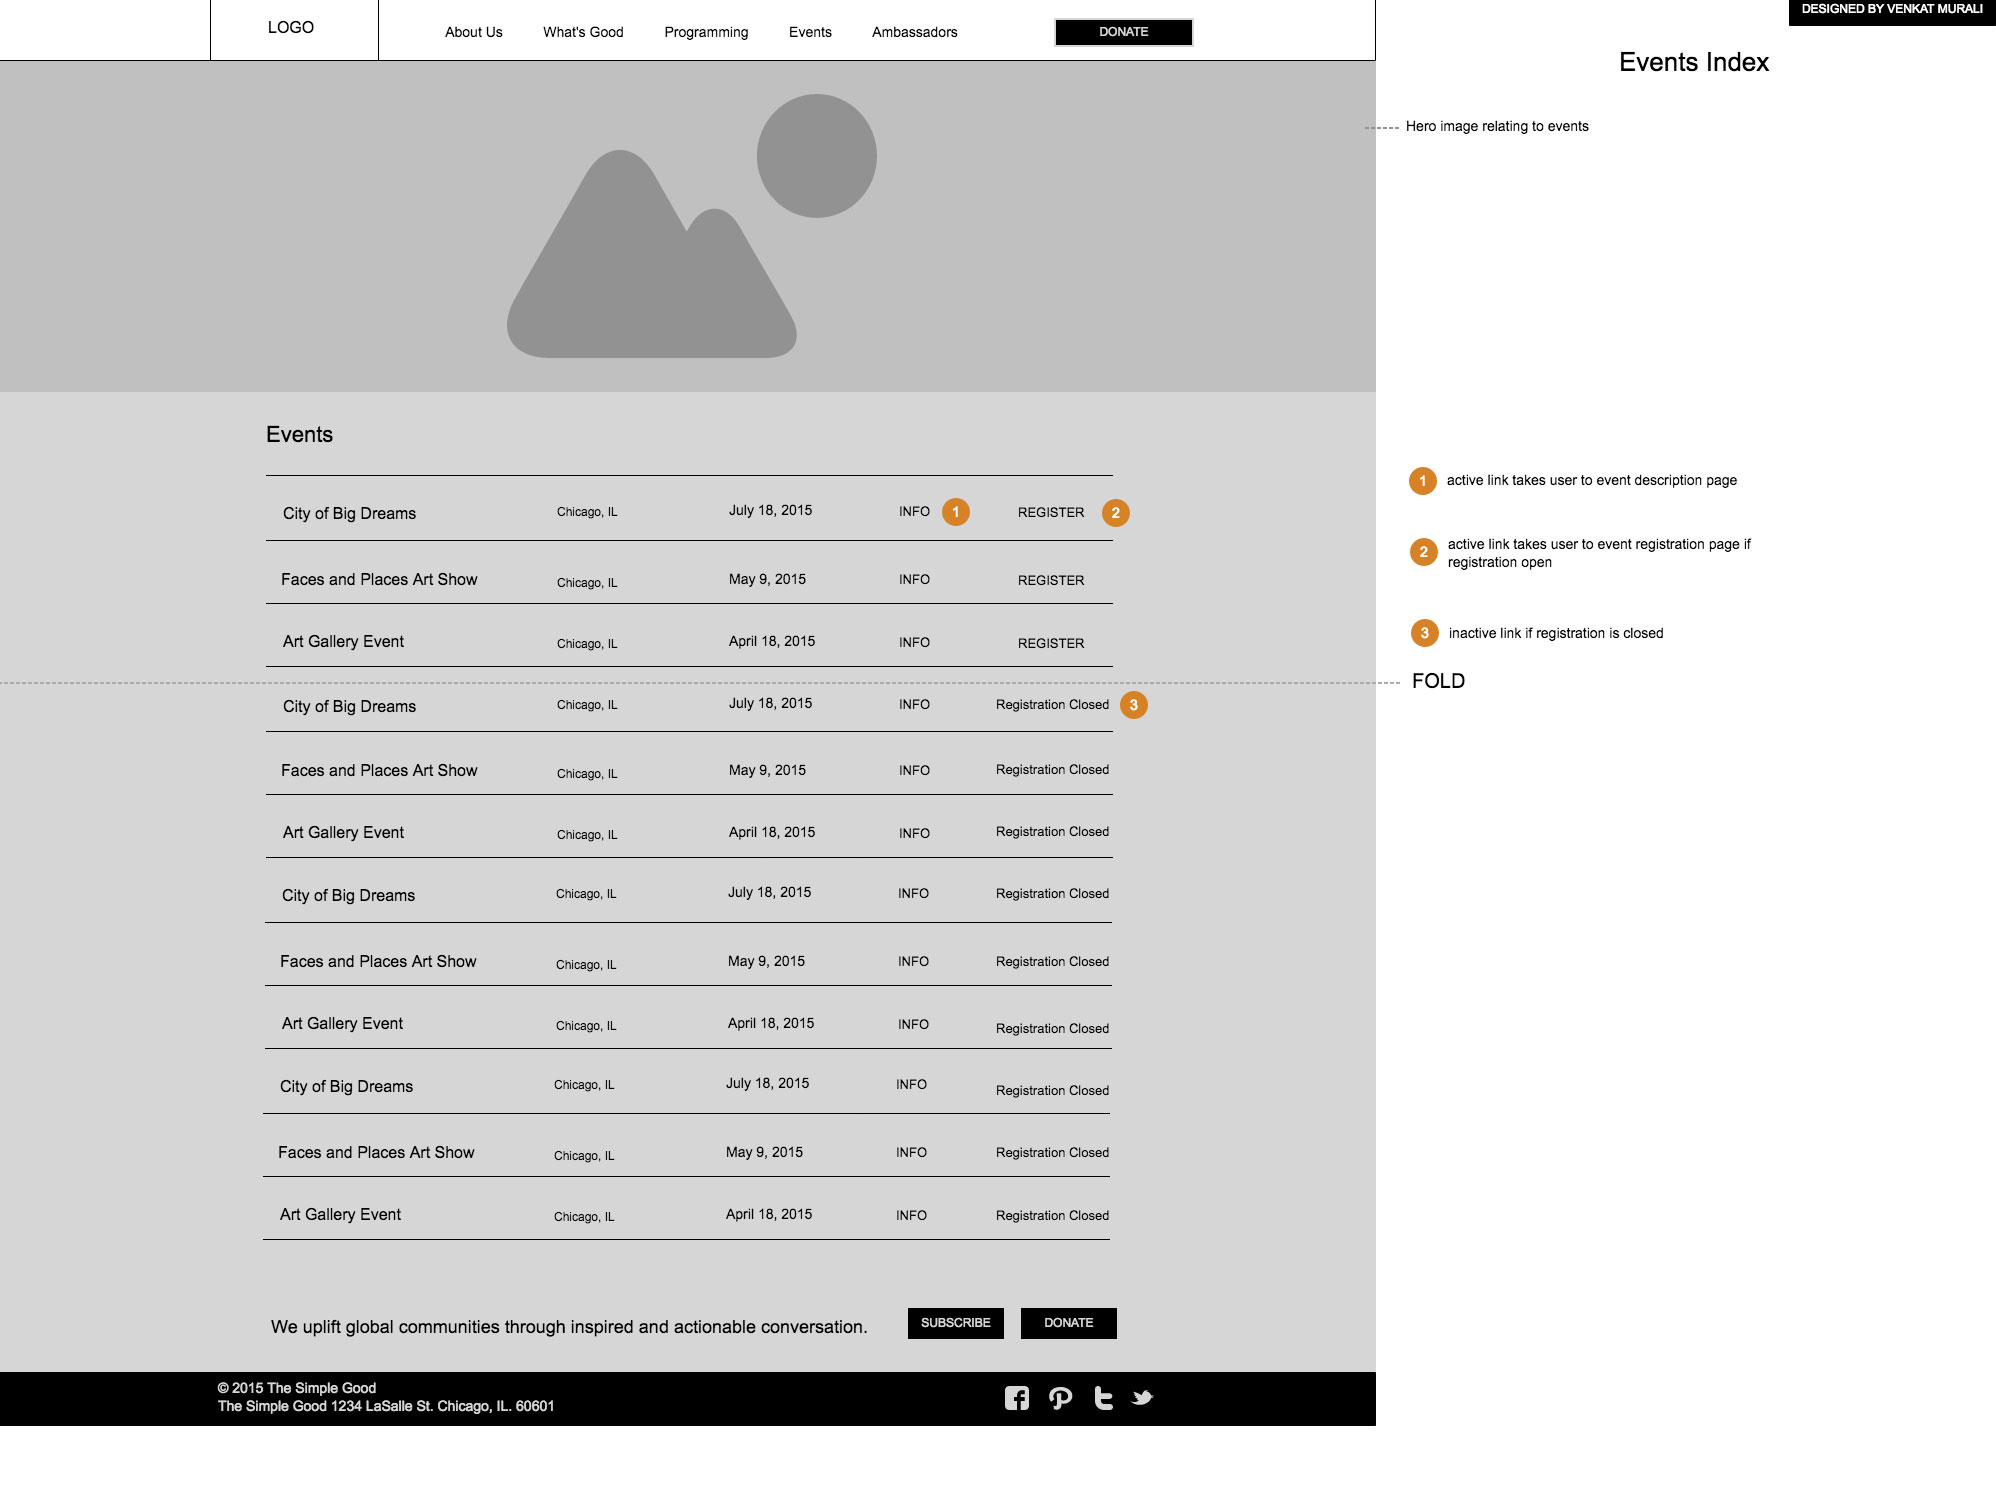 DESIGNED BY VENKAT MURALI
LOGO
About Us
What's Good
Programming
Events
Ambassadors
DONATE
Events Index
Hero image relating to events
Events
City of Big Dreams Chicago, IL July 18, 2015 INFO 1 REGISTER 2
Faces and Places Art Show Chicago, IL May 9, 2015 INFO REGISTER
Art Gallery Event Chicago, IL April 18, 2015 INFO REGISTER
City of Big Dreams Chicago, IL July 18, 2015 INFO Registration Closed 3
Faces and Places Art Show Chicago, IL May 9, 2015 INFO Registration Closed
Art Gallery Event Chicago, IL April 18, 2015 INFO Registration Closed
City of Big Dreams Chicago, IL July 18, 2015 INFO Registration Closed
Faces and Places Art Show Chicago, IL May 9, 2015 INFO Registration Closed
Art Gallery Event Chicago, IL April 18, 2015 INFO Registration Closed
City of Big Dreams Chicago, IL July 18, 2015 INFO Registration Closed
Faces and Places Art Show Chicago, IL May 9, 2015 INFO Registration Closed
Art Gallery Event Chicago, IL April 18, 2015 INFO Registration Closed
1 active link takes user to event description page
2 active link takes user to event registration page if
registration open
3 inactive link if registration is closed
FOLD
We uplift global communities through inspired and actionable conversation.
SUBSCRIBE
DONATE
© 2015 The Simple Good
The Simple Good 1234 LaSalle St. Chicago, IL. 60601